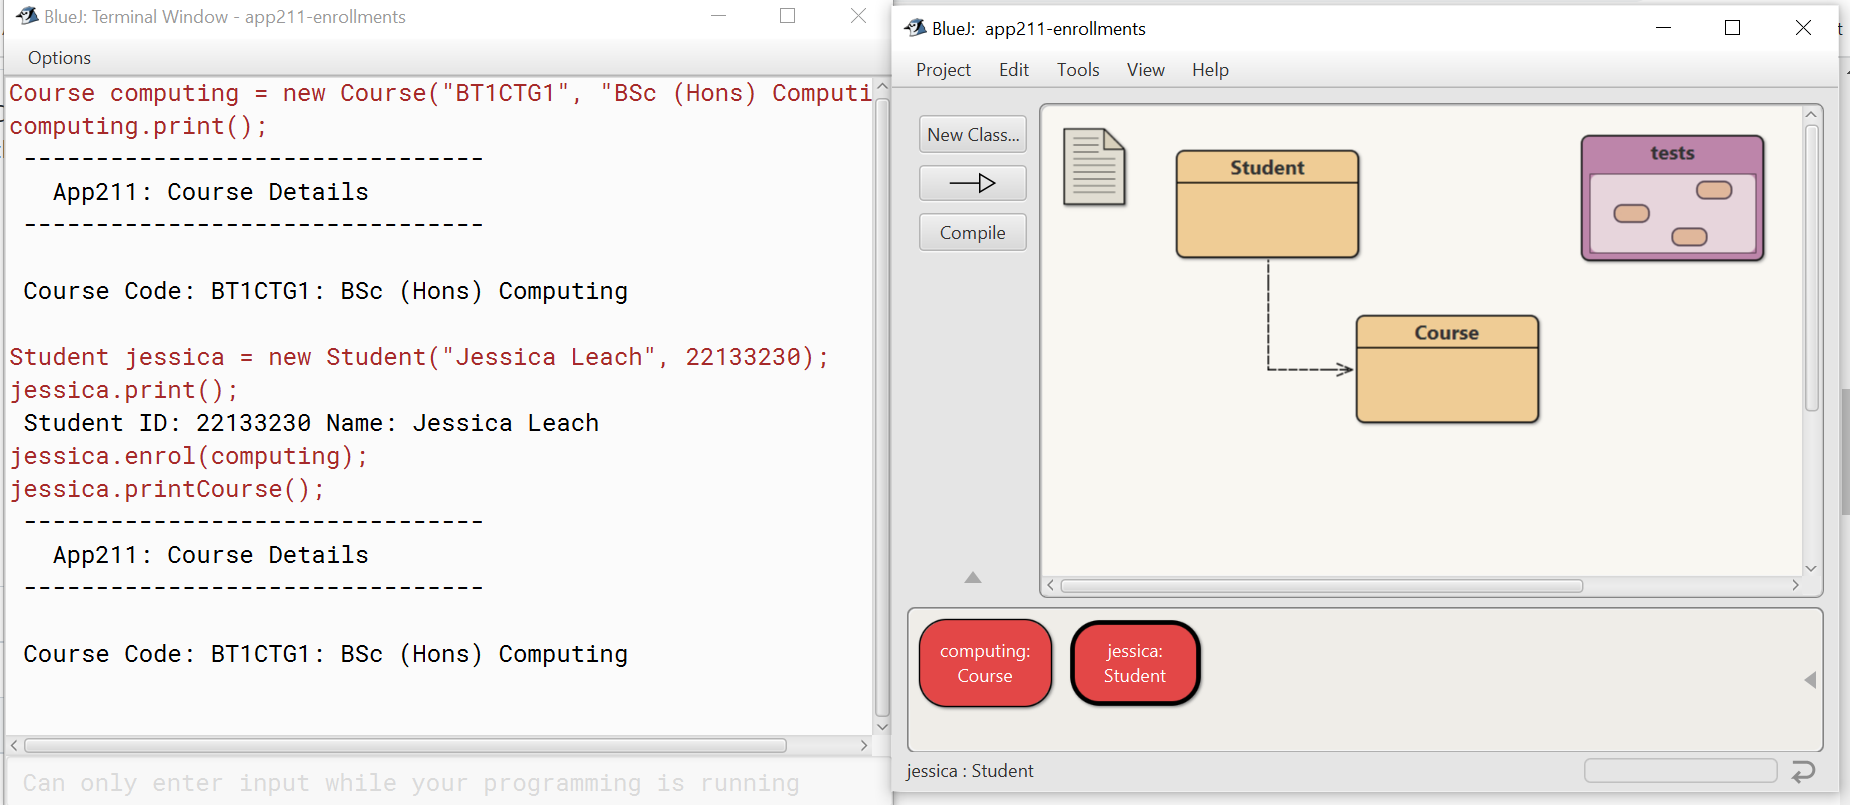 BlueJ: Terminal Window - app211-enrollments
Options
Course computing = new Course("BT1CTG1", "BSc (Hons) Computi
computing.print();
--------------------------------
App211: Course Details
--------------------------------
Course Code: BT1CTG1: BSc (Hons) Computing
Student jessica = new Student("Jessica Leach", 22133230);
jessica.print();
Student ID: 22133230 Name: Jessica Leach
jessica.enrol(computing);
jessica.printCourse();
--------------------------------
App211: Course Details
--------------------------------
Course Code: BT1CTG1: BSc (Hons) Computing
Can only enter input while your programming is running
BlueJ: app211-enrollments
Project Edit Tools View Help
New Class...
Compile
Student
tests
Course
computing:
Course
jessica:
Student
jessica : Student